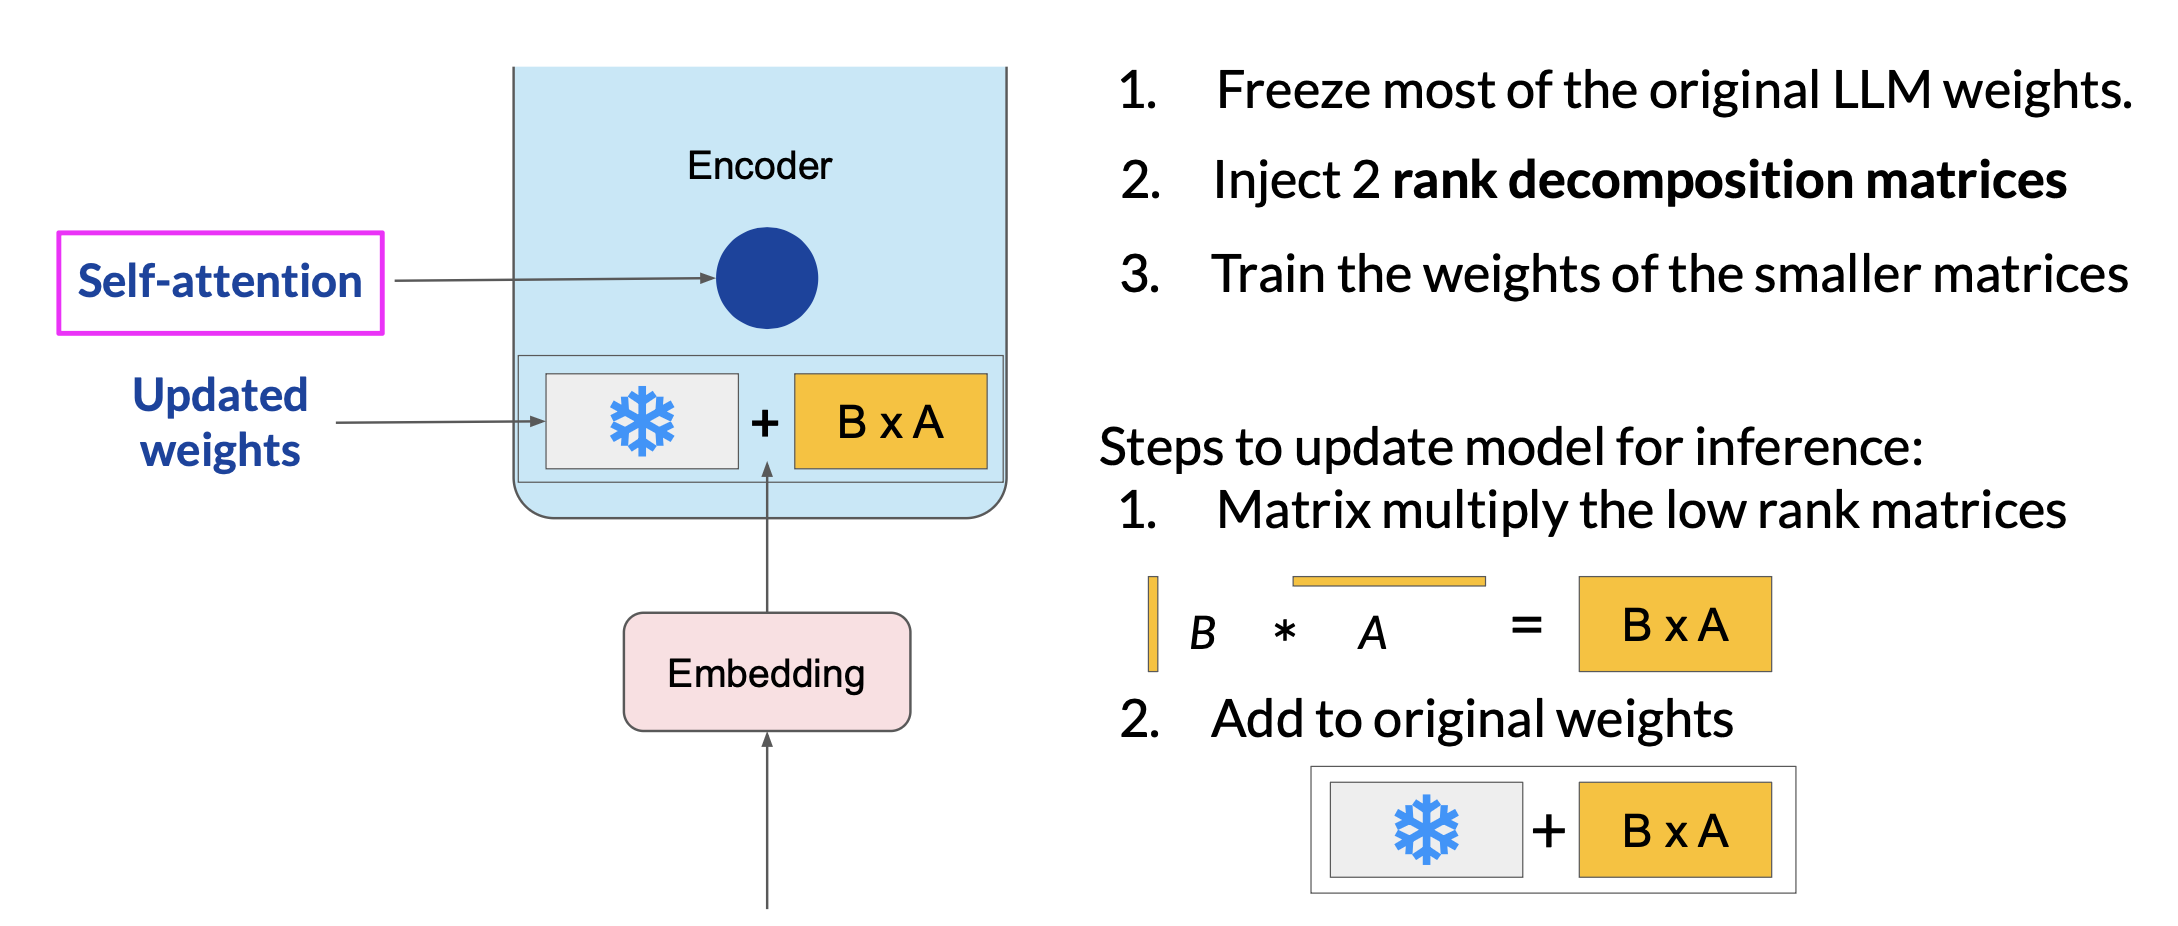 Encoder
Self-attention
Updated
weights
+
B x A
Embedding
1. Freeze most of the original LLM weights.
2. Inject 2 rank decomposition matrices
3. Train the weights of the smaller matrices
Steps to update model for inference:
1. Matrix multiply the low rank matrices
B * A = B x A
2. Add to original weights
+ B x A